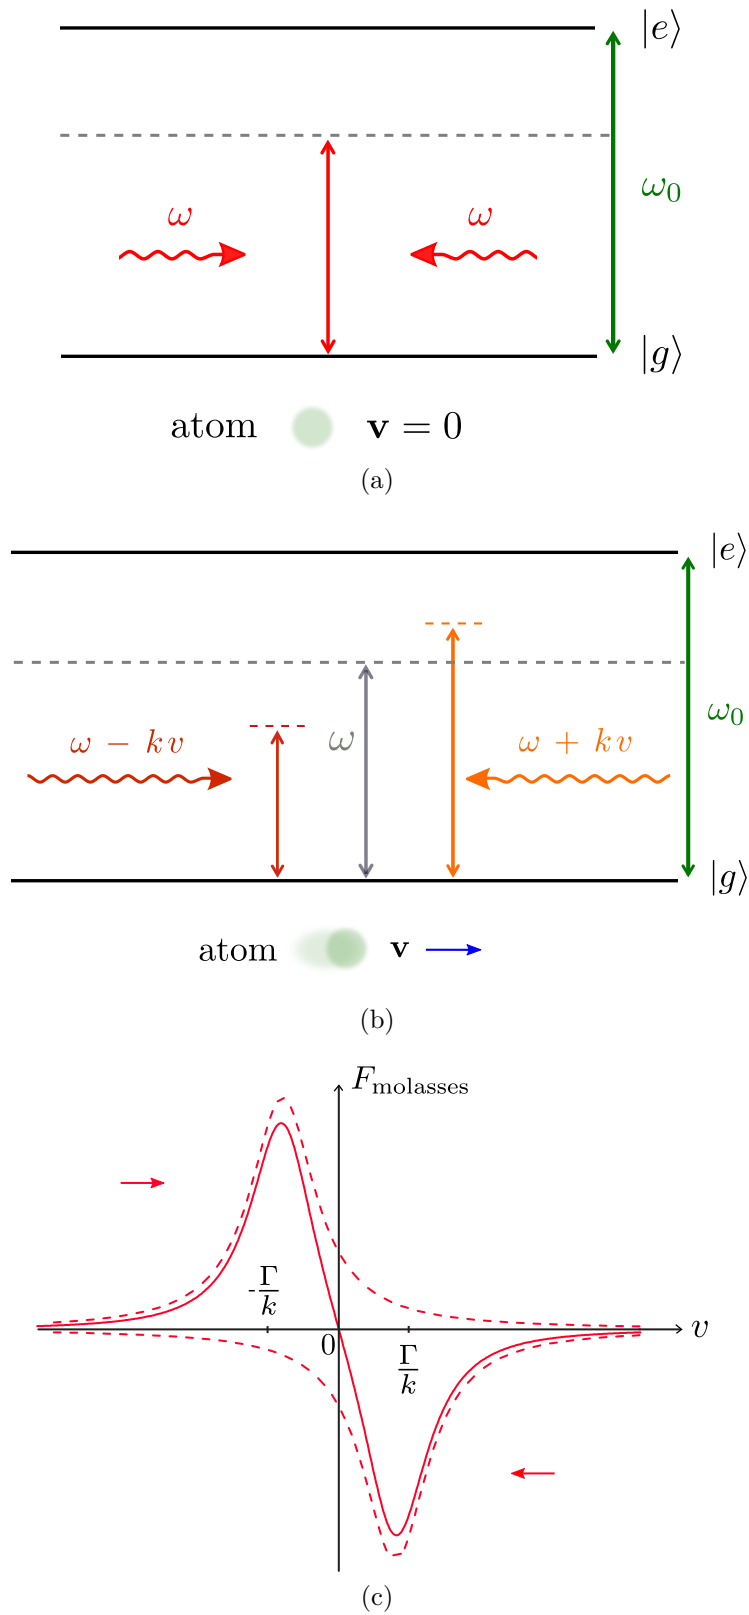 |e⟩
ω ω
ω₀
|g⟩
atom v = 0
(a)
|e⟩
ω₀
ω − kv ω ω + kv
|g⟩
atom v
(b)
F_molasses
-Γ/k
0 v
Γ/k
(c)